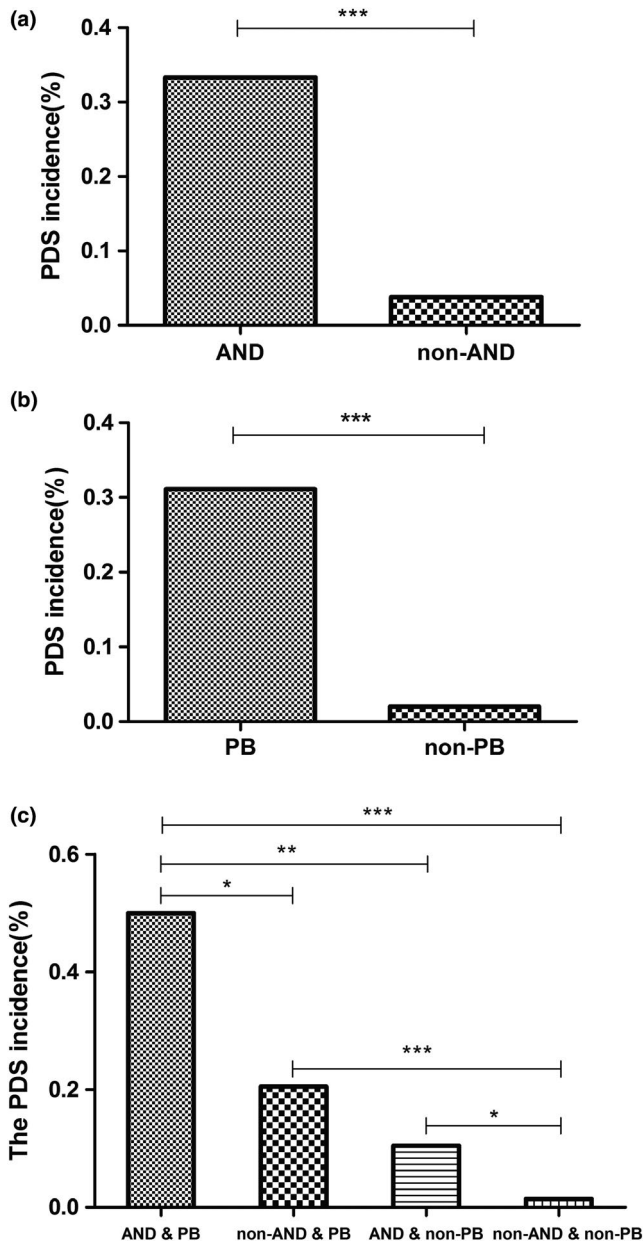 (a)
***
0.4
0.3
0.2
0.1
0.0
PDS incidence(%)
AND non-AND
(b)
***
0.4
0.3
0.2
0.1
0.0
PDS incidence(%)
PB non-PB
(c)
***
**
*
***
*
0.6
0.4
0.2
0.0
The PDS incidence(%)
AND & PB non-AND & PB AND & non-PB non-AND & non-PB